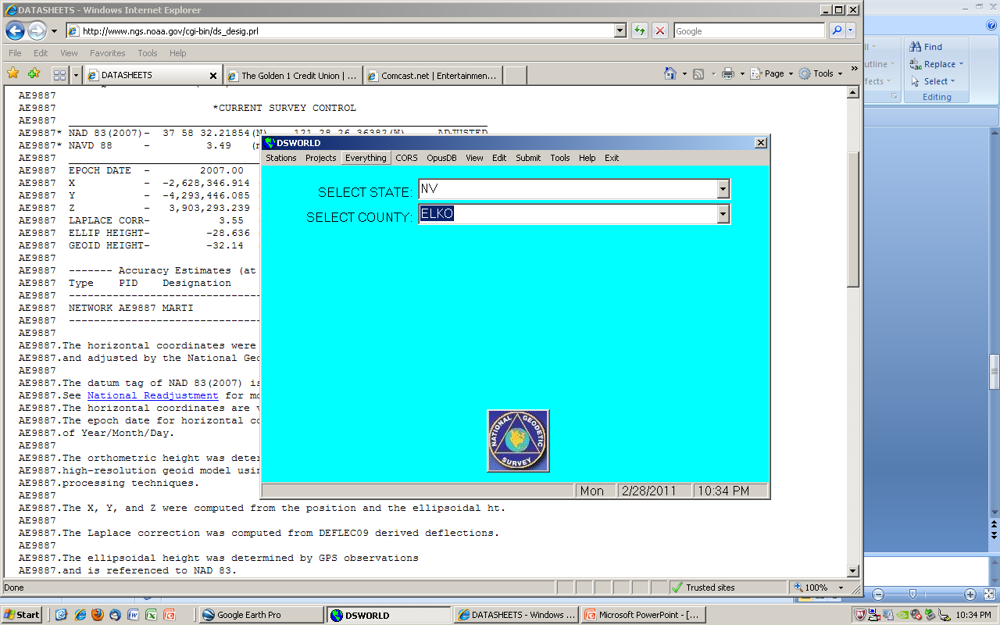 DATASHEETS - Windows Internet Explorer
http://www.ngs.noaa.gov/cgi-bin/ds_desig.prl
Google
File Edit View Favorites Tools Help
DATASHEETS
The Golden 1 Credit Union | ...
Comcast.net | Entertainmen...
Page Tools
Find
Replace
Select
Editing
AE9887
AE9887 *CURRENT SURVEY CONTROL
AE9887
AE9887* NAD 83(2007)- 37 58 32.21854(N) 121 28 26.36382(W) ADJUSTED
AE9887* NAVD 88 - 3.49
AE9887
AE9887 EPOCH DATE - 2007.00
AE9887 X - -2,628,346.914
AE9887 Y - -4,293,446.085
AE9887 Z - 3,903,293.239
AE9887 LAPLACE CORR- 3.55
AE9887 ELLIP HEIGHT- -28.636
AE9887 GEOID HEIGHT- -32.14
AE9887
AE9887 ------- Accuracy Estimates (at
AE9887 Type PID Designation
AE9887 -------------------------------
AE9887 NETWORK AE9887 MARTI
AE9887 -------------------------------
AE9887
AE9887.The horizontal coordinates were
AE9887.and adjusted by the National Geo
AE9887
AE9887.The datum tag of NAD 83(2007) is
AE9887.See National Readjustment for mo
AE9887.The horizontal coordinates are v
AE9887.The epoch date for horizontal co
AE9887.of Year/Month/Day.
AE9887
AE9887.The orthometric height was deter
AE9887.high-resolution geoid model usin
AE9887.processing techniques.
AE9887
AE9887.The X, Y, and Z were computed from the position and the ellipsoidal ht.
AE9887
AE9887.The Laplace correction was computed from DEFLEC09 derived deflections.
AE9887
AE9887.The ellipsoidal height was determined by GPS observations
AE9887.and is referenced to NAD 83.
DSWORLD
Stations Projects Everything CORS OpusDB View Edit Submit Tools Help Exit
SELECT STATE: NV
SELECT COUNTY: ELKO
NATIONAL GEODETIC SURVEY
Mon 2/28/2011 10:34 PM
Done Trusted sites 100%
Start Google Earth Pro DSWORLD DATASHEETS - Windows ... Microsoft PowerPoint - [... 10:34 PM